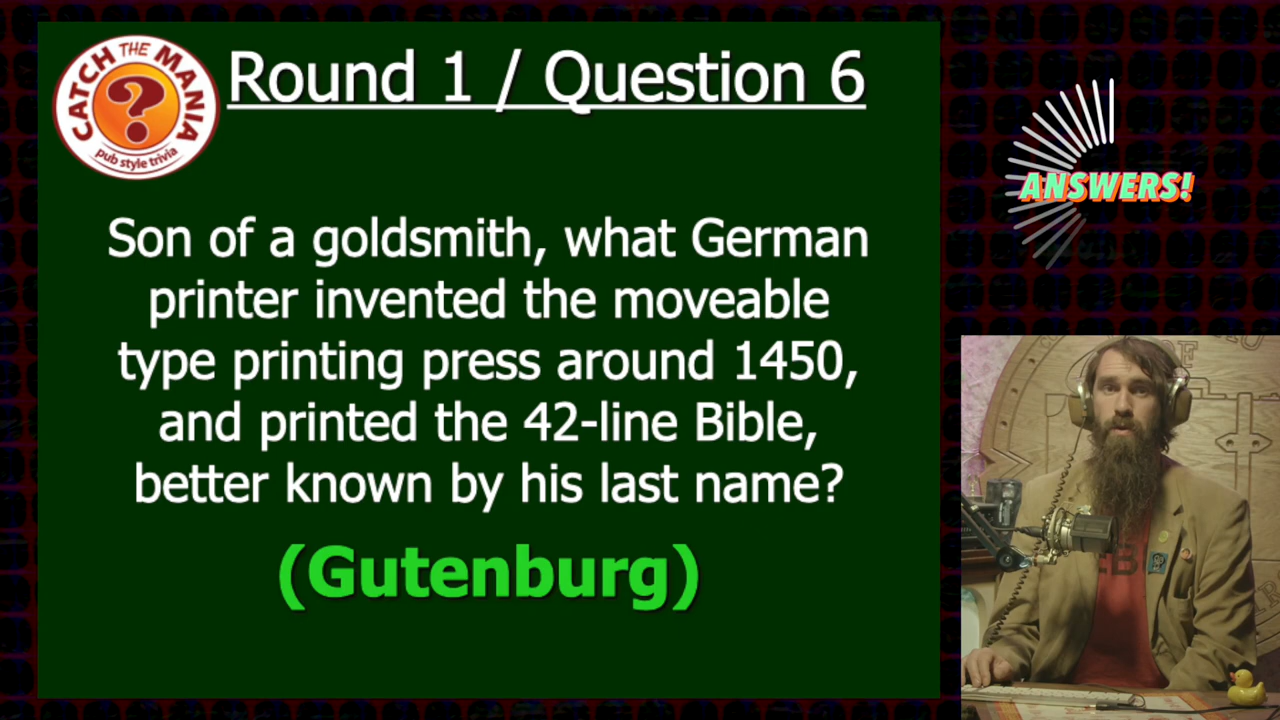 CATCH THE MANIA
?
pub style trivia
Round 1 / Question 6
ANSWERS!
Son of a goldsmith, what German
printer invented the moveable
type printing press around 1450,
and printed the 42-line Bible,
better known by his last name?
(Gutenburg)
OF